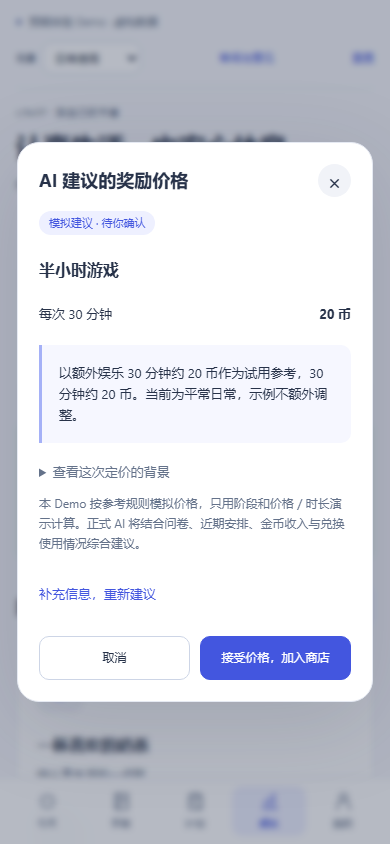 AI 建议的奖励价格
模拟建议 · 待你确认
半小时游戏
每次 30 分钟
20 币
以额外娱乐 30 分钟约 20 币作为试用参考，30
分钟约 20 币。当前为平常日常，示例不额外调
整。
▶ 查看这次定价的背景
本 Demo 按参考规则模拟价格，只用阶段和价格 / 时长演
示计算。正式 AI 将结合问卷、近期安排、金币收入与兑换
使用情况综合建议。
补充信息，重新建议
取消
接受价格，加入商店